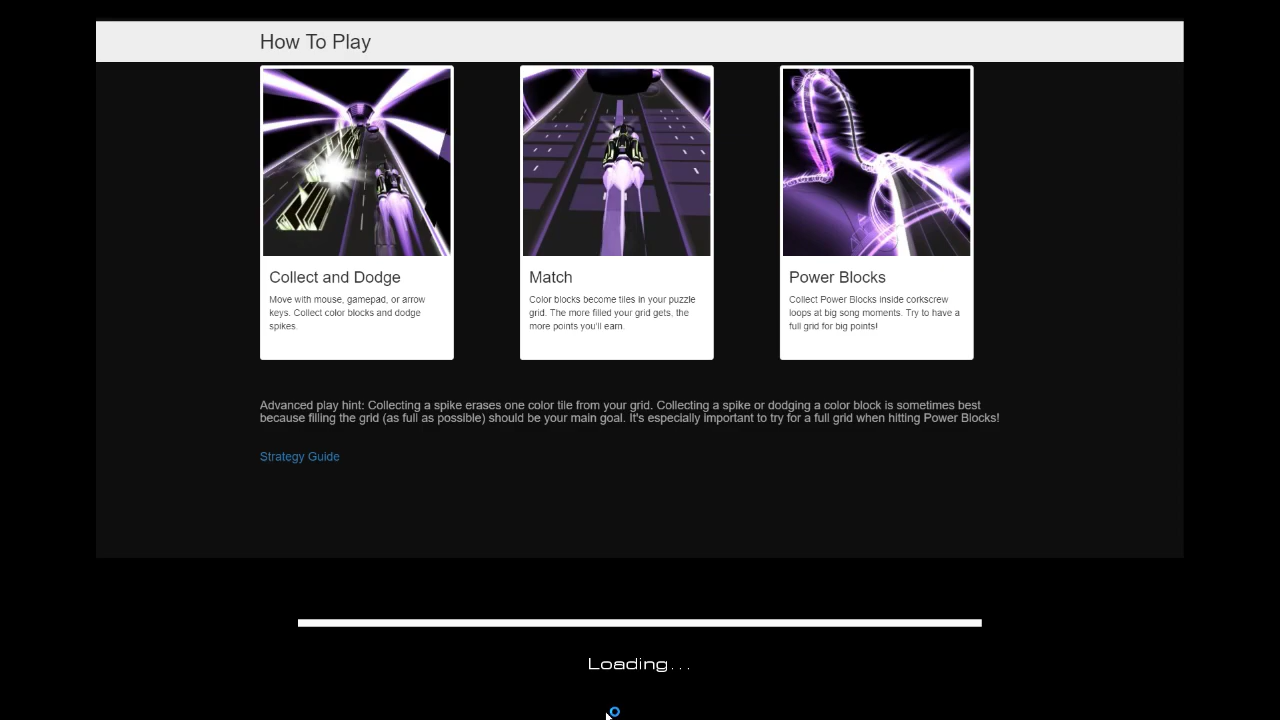 How To Play
Collect and Dodge
Move with mouse, gamepad, or arrow
keys. Collect color blocks and dodge
spikes.
Match
Color blocks become tiles in your puzzle
grid. The more filled your grid gets, the
more points you'll earn.
Power Blocks
Collect Power Blocks inside corkscrew
loops at big song moments. Try to have a
full grid for big points!
Advanced play hint: Collecting a spike erases one color tile from your grid. Collecting a spike or dodging a color block is sometimes best
because filling the grid (as full as possible) should be your main goal. It's especially important to try for a full grid when hitting Power Blocks!
Strategy Guide
Loading...